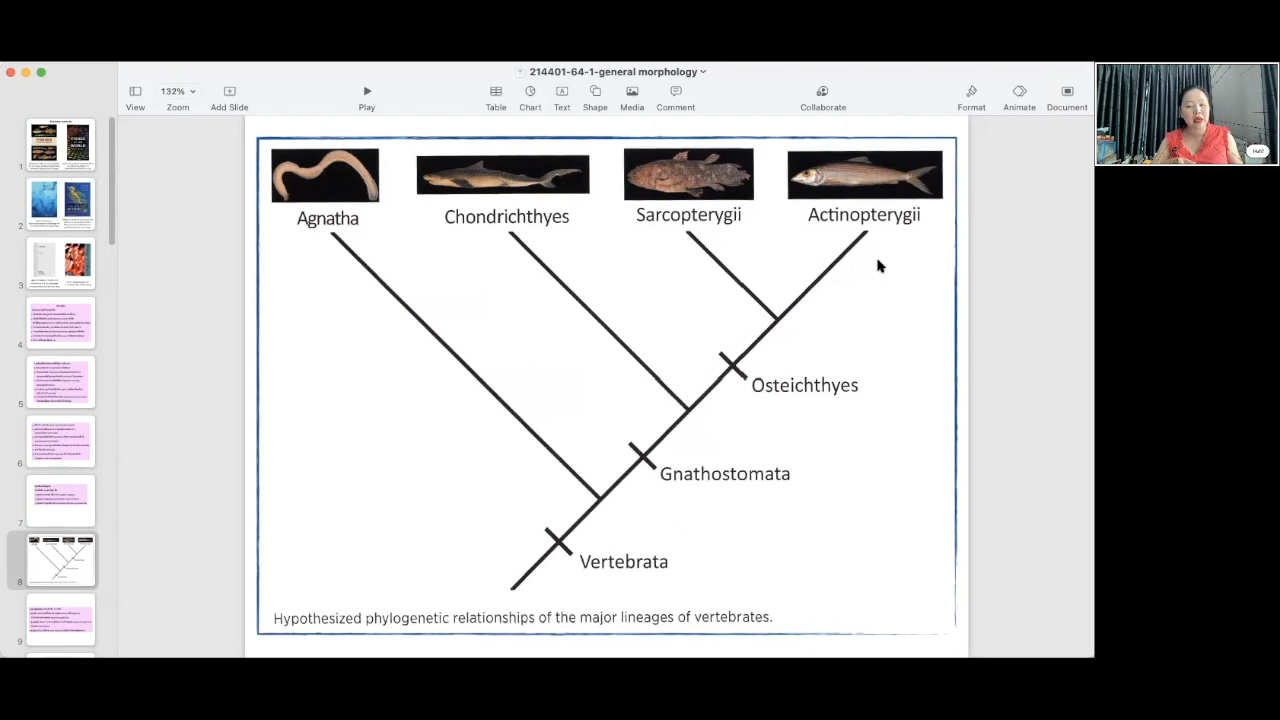 214401-64-1-general morphology
132%
View
Zoom
Add Slide
Play
Table
Chart
Text
Shape
Media
Comment
Collaborate
Format
Animate
Document
1
2
3
4
5
6
7
8
9
Agnatha
Chondrichthyes
Sarcopterygii
Actinopterygii
Osteichthyes
Gnathostomata
Vertebrata
Hypothesized phylogenetic relationships of the major lineages of vertebrates.
Huh?